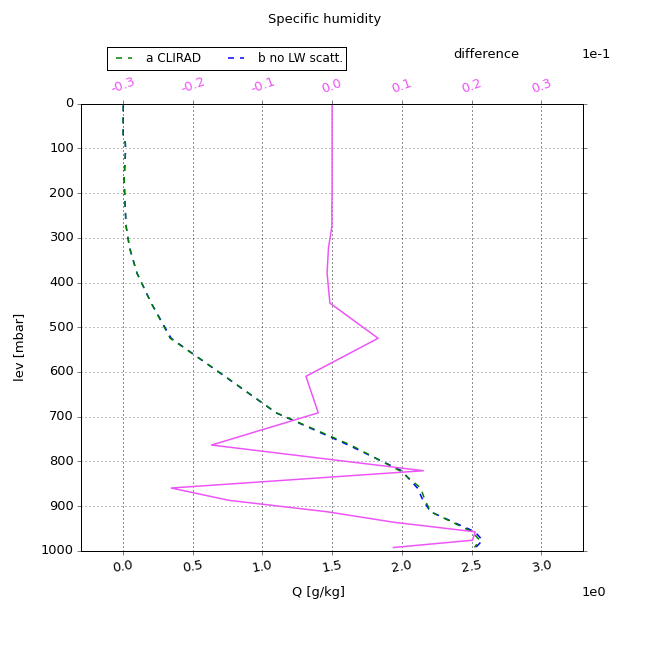 Specific humidity
a CLIRAD b no LW scatt. difference 1e-1
-0.3 -0.2 -0.1 0.0 0.1 0.2 0.3
0
100
200
300
400
500
600
700
800
900
1000
lev [mbar]
0.0 0.5 1.0 1.5 2.0 2.5 3.0
Q [g/kg] 1e0